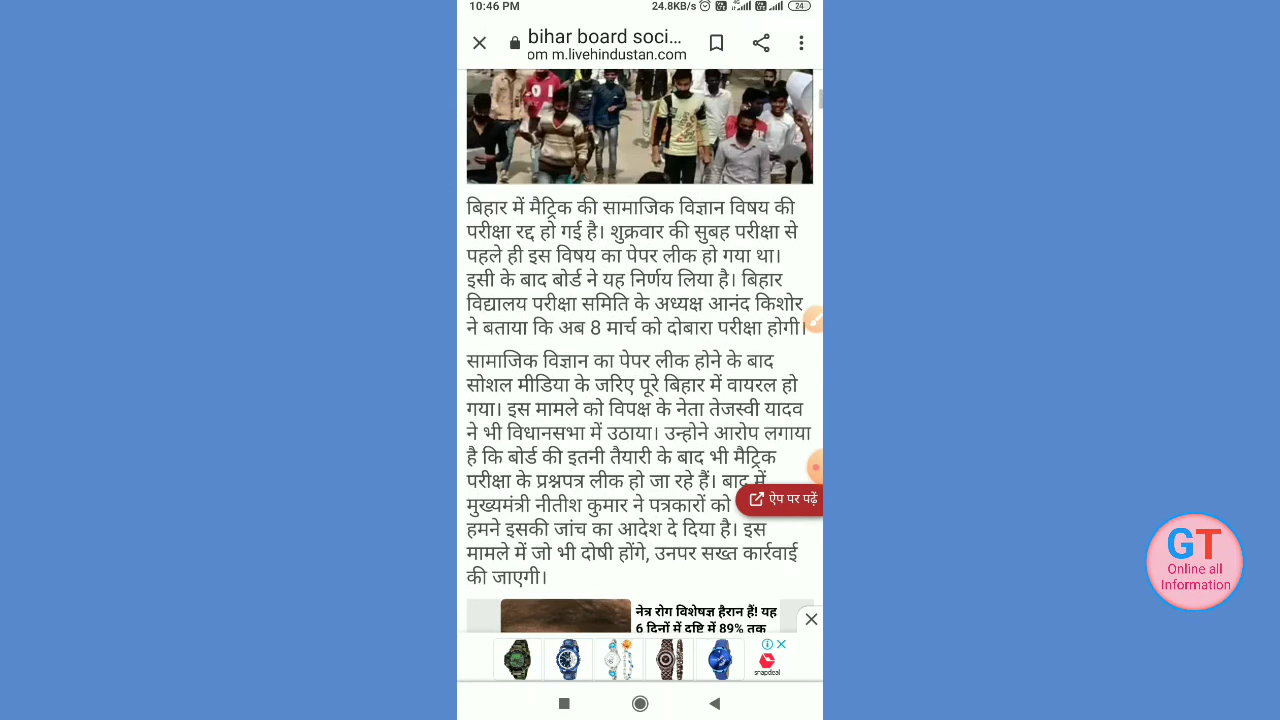 10:46 PM
24.8KB/s
4G
24
bihar board soci...
om m.livehindustan.com
बिहार में मैट्रिक की सामाजिक विज्ञान विषय की
परीक्षा रद्द हो गई है। शुक्रवार की सुबह परीक्षा से
पहले ही इस विषय का पेपर लीक हो गया था।
इसी के बाद बोर्ड ने यह निर्णय लिया है। बिहार
विद्यालय परीक्षा समिति के अध्यक्ष आनंद किशोर
ने बताया कि अब 8 मार्च को दोबारा परीक्षा होगी।
सामाजिक विज्ञान का पेपर लीक होने के बाद
सोशल मीडिया के जरिए पूरे बिहार में वायरल हो
गया। इस मामले को विपक्ष के नेता तेजस्वी यादव
ने भी विधानसभा में उठाया। उन्होने आरोप लगाया
है कि बोर्ड की इतनी तैयारी के बाद भी मैट्रिक
परीक्षा के प्रश्नपत्र लीक हो जा रहे हैं। बाद में
मुख्यमंत्री नीतीश कुमार ने पत्रकारों को
ऐप पर पढ़ें
हमने इसकी जांच का आदेश दे दिया है। इस
मामले में जो भी दोषी होंगे, उनपर सख्त कार्रवाई
की जाएगी।
नेत्र रोग विशेषज्ञ हैरान हैं! यह
6 दिनों में दृष्टि में 89% तक
snapdeal
GT
Online all
Information